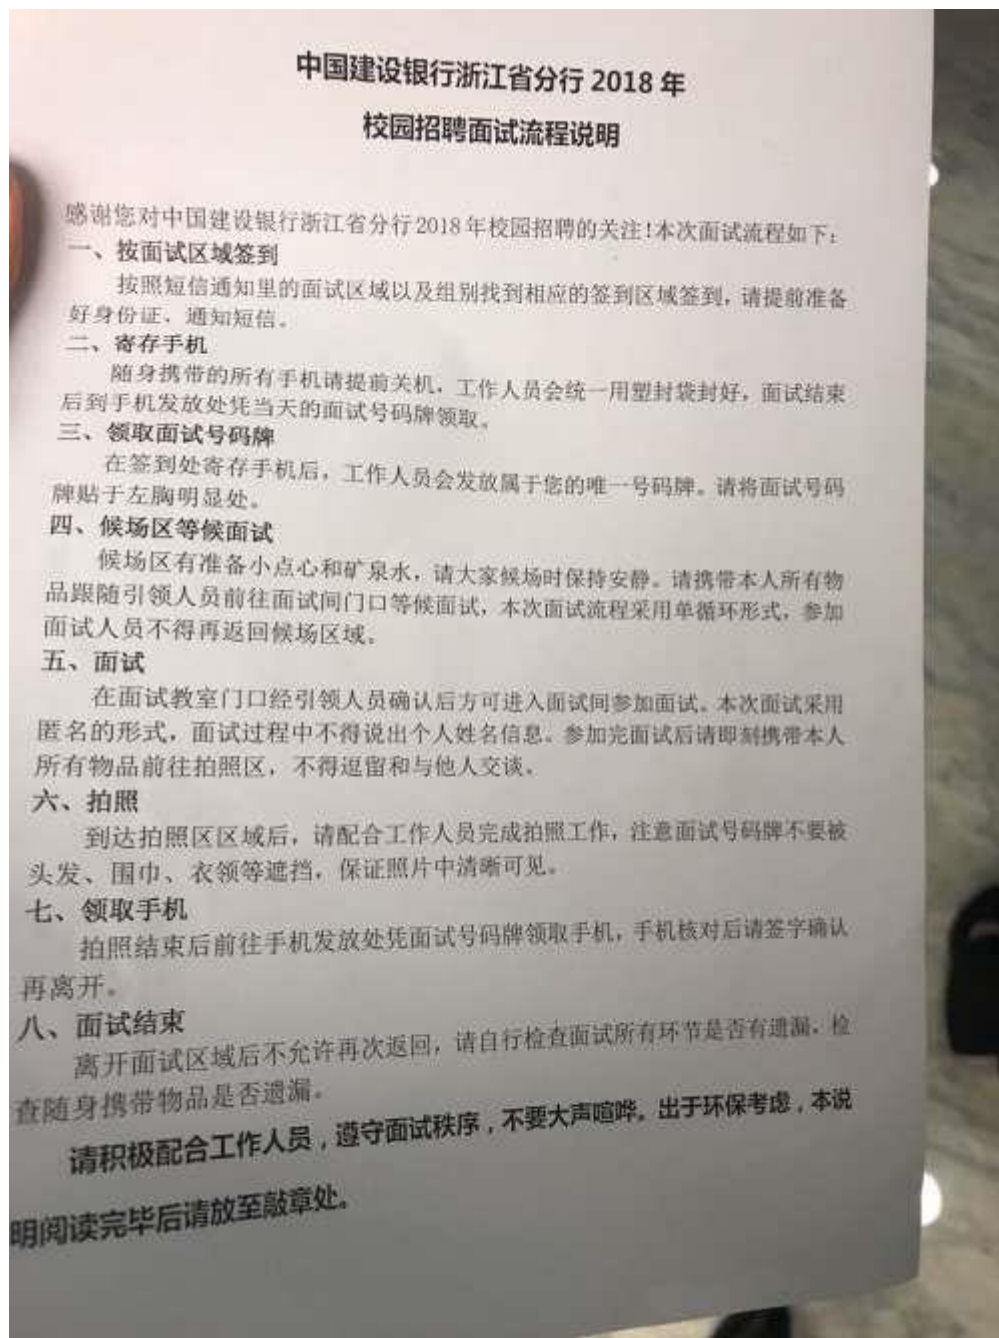 中国建设银行浙江省分行 2018 年
校园招聘面试流程说明
感谢您对中国建设银行浙江省分行2018年校园招聘的关注!本次面试流程如下:
一、按面试区域签到
按照短信通知里的面试区域以及组别找到相应的签到区域签到，请提前准备
好身份证、通知短信。
二、寄存手机
随身携带的所有手机请提前关机，工作人员会统一用塑封袋封好，面试结束
后到手机发放处凭当天的面试号码牌领取。
三、领取面试号码牌
在签到处寄存手机后，工作人员会发放属于您的唯一号码牌。请将面试号码
牌贴于左胸明显处。
四、候场区等候面试
候场区有准备小点心和矿泉水，请大家候场时保持安静。请携带本人所有物
品跟随引领人员前往面试间门口等候面试，本次面试流程采用单循环形式，参加
面试人员不得再返回候场区域。
五、面试
在面试教室门口经引领人员确认后方可进入面试间参加面试。本次面试采用
匿名的形式，面试过程中不得说出个人姓名信息。参加完面试后请即刻携带本人
所有物品前往拍照区，不得逗留和与他人交谈。
六、拍照
到达拍照区区域后，请配合工作人员完成拍照工作，注意面试号码牌不要被
头发、围巾、衣领等遮挡，保证照片中清晰可见。
七、领取手机
拍照结束后前往手机发放处凭面试号码牌领取手机，手机核对后请签字确认
再离开。
八、面试结束
离开面试区域后不允许再次返回，请自行检查面试所有环节是否有遗漏，检
查随身携带物品是否遗漏。
请积极配合工作人员，遵守面试秩序，不要大声喧哗。出于环保考虑，本说
明阅读完毕后请放至敲章处。